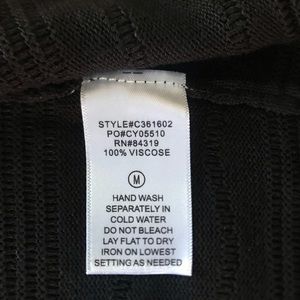 STYLE#C361602
PO#CY05510
RN#84319
100% VISCOSE
M
HAND WASH
SEPARATELY IN
COLD WATER
DO NOT BLEACH
LAY FLAT TO DRY
IRON ON LOWEST
SETTING AS NEEDED